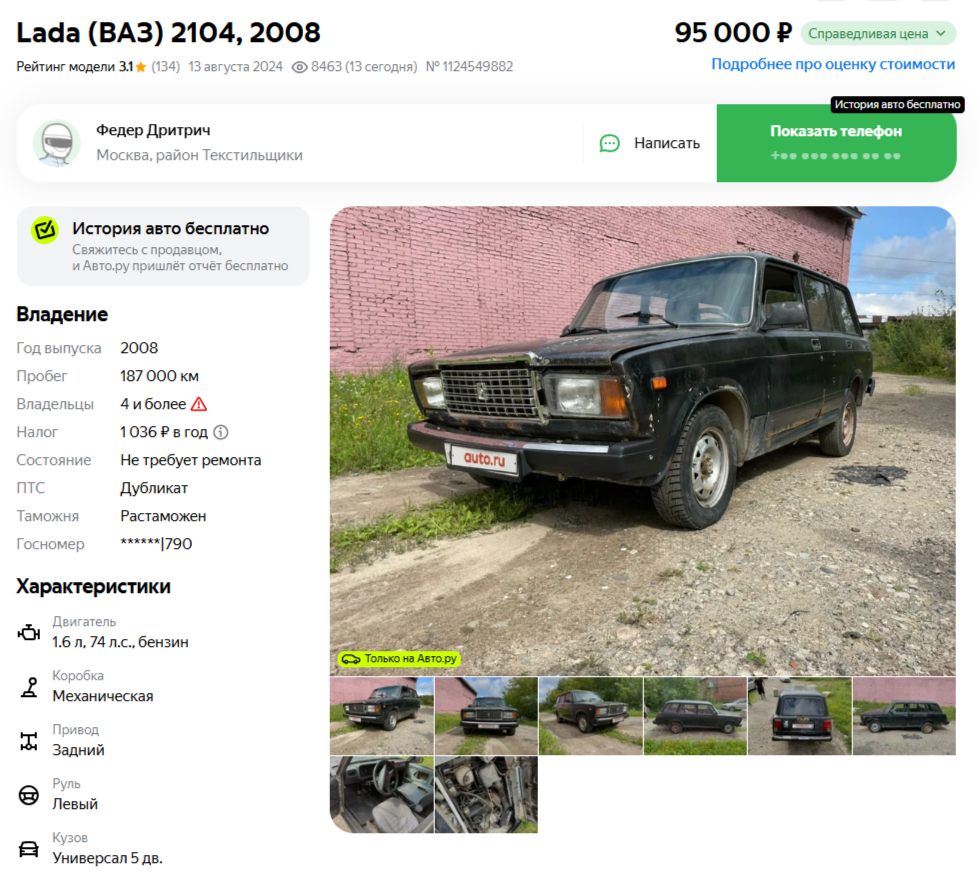 Lada (ВАЗ) 2104, 2008
95 000 ₽ Справедливая цена
Рейтинг модели 3.1 (134) 13 августа 2024 8463 (13 сегодня) № 1124549882
Подробнее про оценку стоимости
История авто бесплатно
Федер Дритрич
Москва, район Текстильщики
Написать
Показать телефон
+●● ●●● ●●● ●● ●●
История авто бесплатно
Свяжитесь с продавцом,
и Авто.ру пришлёт отчёт бесплатно
Владение
Год выпуска 2008
Пробег 187 000 км
Владельцы 4 и более
Налог 1 036 ₽ в год
Состояние Не требует ремонта
ПТС Дубликат
Таможня Растаможен
Госномер ******|790
Характеристики
Двигатель
1.6 л, 74 л.с., бензин
Коробка
Механическая
Привод
Задний
Руль
Левый
Кузов
Универсал 5 дв.
auto.ru
Только на Авто.ру